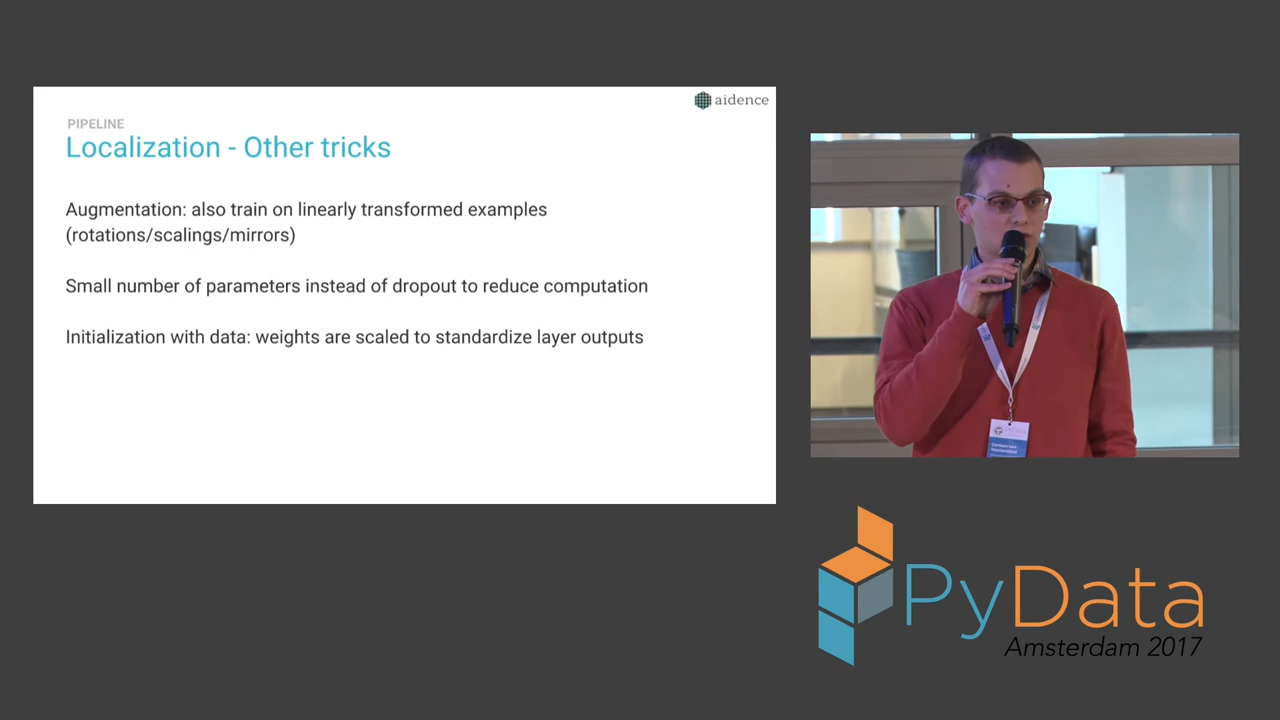 aidence
PIPELINE
Localization - Other tricks
Augmentation: also train on linearly transformed examples
(rotations/scalings/mirrors)
Small number of parameters instead of dropout to reduce computation
Initialization with data: weights are scaled to standardize layer outputs
PyData
Amsterdam 2017